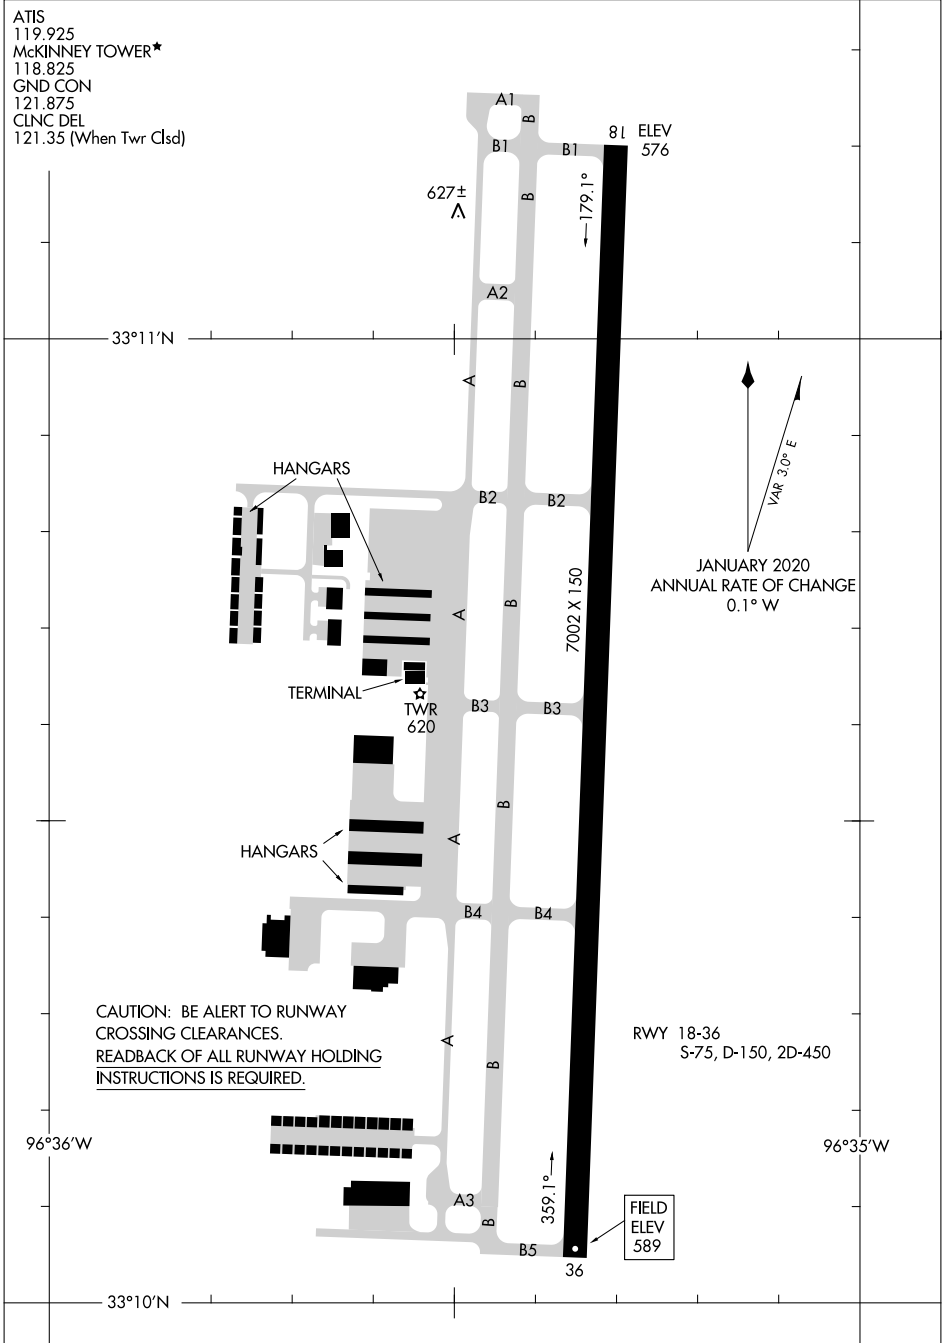 ATIS
119.925
McKINNEY TOWER★
118.825
GND CON
121.875
CLNC DEL
121.35 (When Twr Clsd)
A1
B
B1
B1
18
ELEV
576
627±
B
179.1°
A2
33°11'N
A
B
VAR 3.0° E
HANGARS
B2
B2
JANUARY 2020
ANNUAL RATE OF CHANGE
0.1° W
7002 X 150
A
B
TERMINAL
TWR
620
B3
B3
B
A
HANGARS
B4
B4
CAUTION: BE ALERT TO RUNWAY
CROSSING CLEARANCES.
READBACK OF ALL RUNWAY HOLDING
INSTRUCTIONS IS REQUIRED.
A
B
RWY 18-36
S-75, D-150, 2D-450
96°36'W
96°35'W
A3
B
359.1°
FIELD
ELEV
589
B5
36
33°10'N